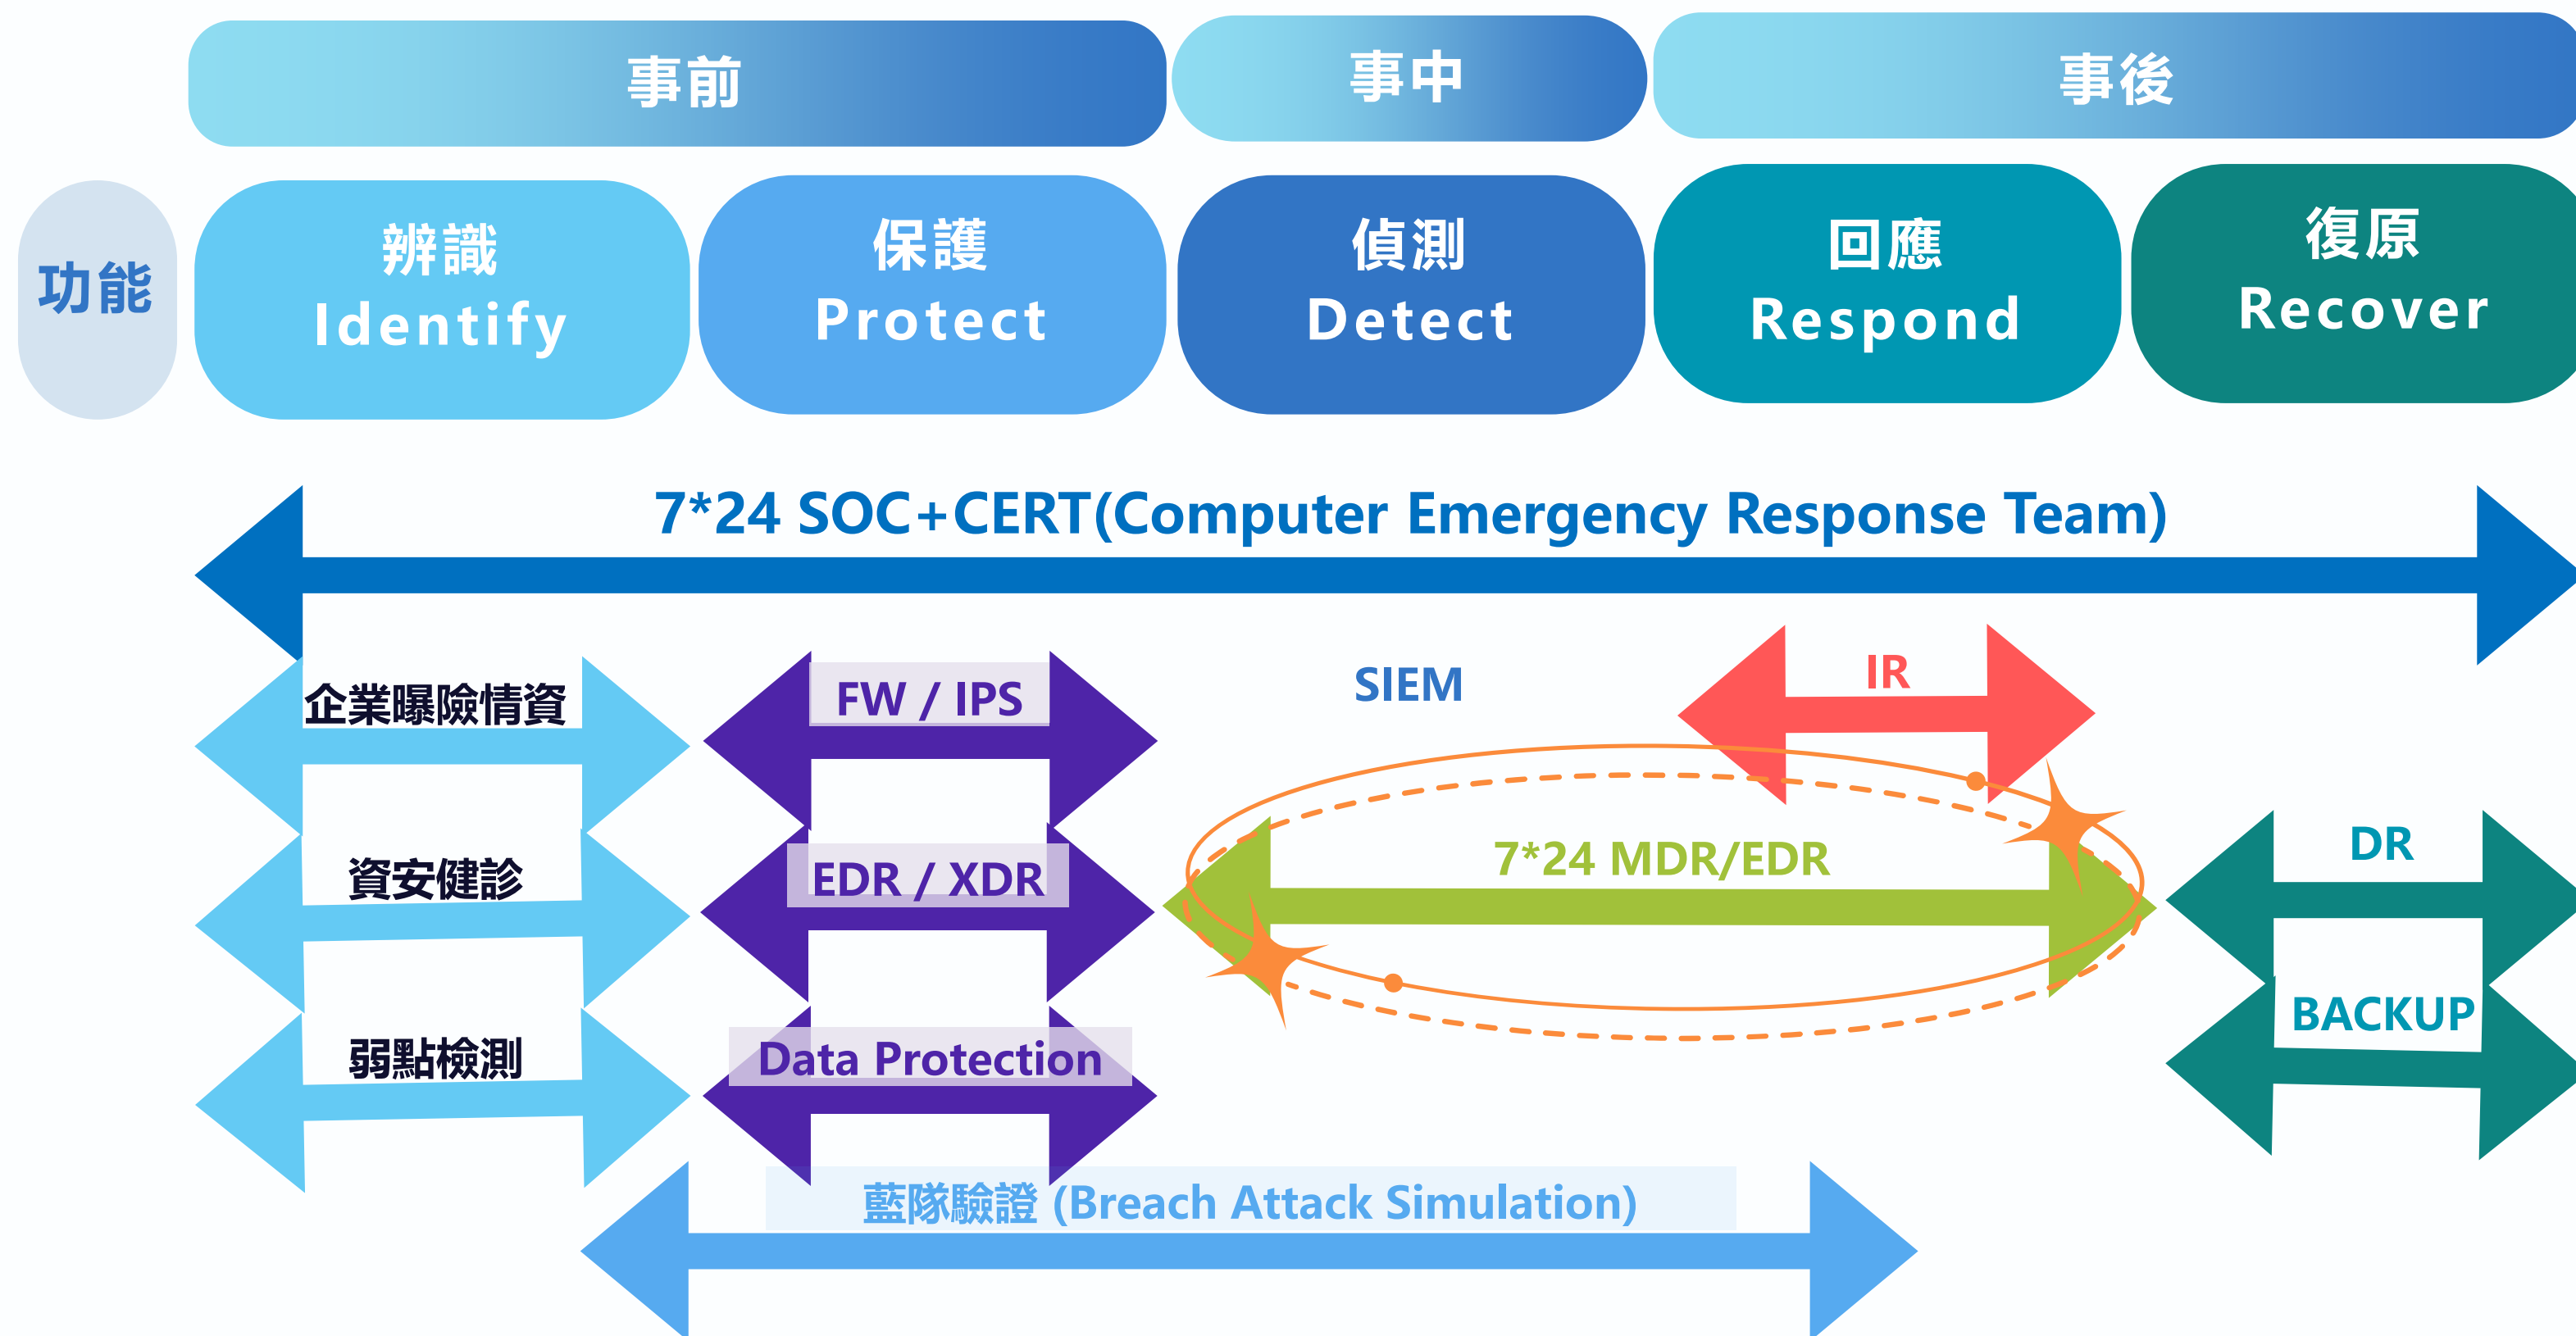 事前
事中
事後
功能
辨識
Identify
保護
Protect
偵測
Detect
回應
Respond
復原
Recover
7*24 SOC+CERT(Computer Emergency Response Team)
企業曝險情資
FW / IPS
SIEM
IR
資安健診
EDR / XDR
7*24 MDR/EDR
DR
弱點檢測
Data Protection
BACKUP
藍隊驗證 (Breach Attack Simulation)